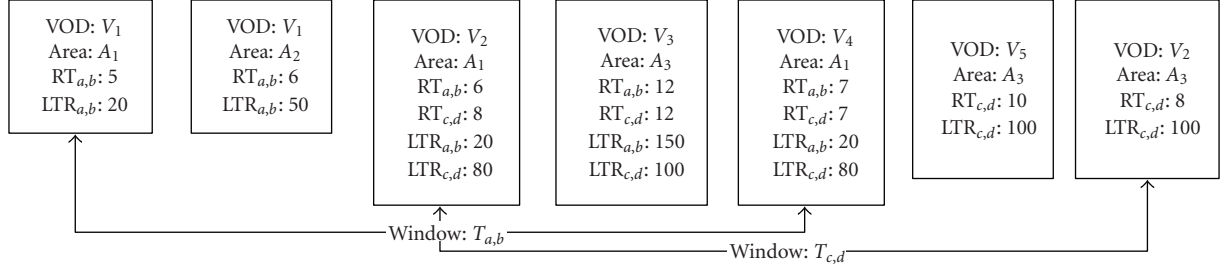 VOD: V₁
Area: A₁
RTₐ,b: 5
LTRₐ,b: 20
VOD: V₁
Area: A₂
RTₐ,b: 6
LTRₐ,b: 50
VOD: V₂
Area: A₁
RTₐ,b: 6
RTc,d: 8
LTRₐ,b: 20
LTRc,d: 80
VOD: V₃
Area: A₃
RTₐ,b: 12
RTc,d: 12
LTRₐ,b: 150
LTRc,d: 100
VOD: V₄
Area: A₁
RTₐ,b: 7
RTc,d: 7
LTRₐ,b: 20
LTRc,d: 80
VOD: V₅
Area: A₃
RTc,d: 10
LTRc,d: 100
VOD: V₂
Area: A₃
RTc,d: 8
LTRc,d: 100
Window: Tₐ,b
Window: Tc,d